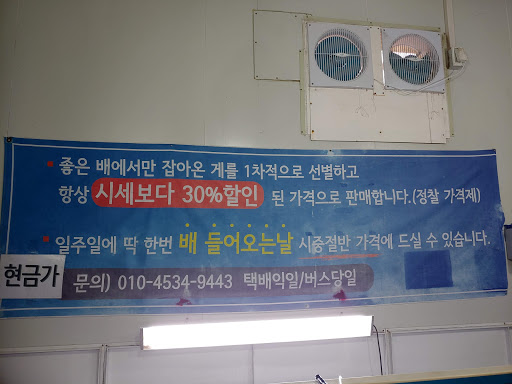 좋은 배에서만 잡아온 게를 1차적으로 선별하고
항상 시세보다 30%할인 된 가격으로 판매합니다.(정찰 가격제)
일주일에 딱 한번 배 들어오는날 시중절반 가격에 드실 수 있습니다.
현금가 문의) 010-4534-9443 택배익일/버스당일